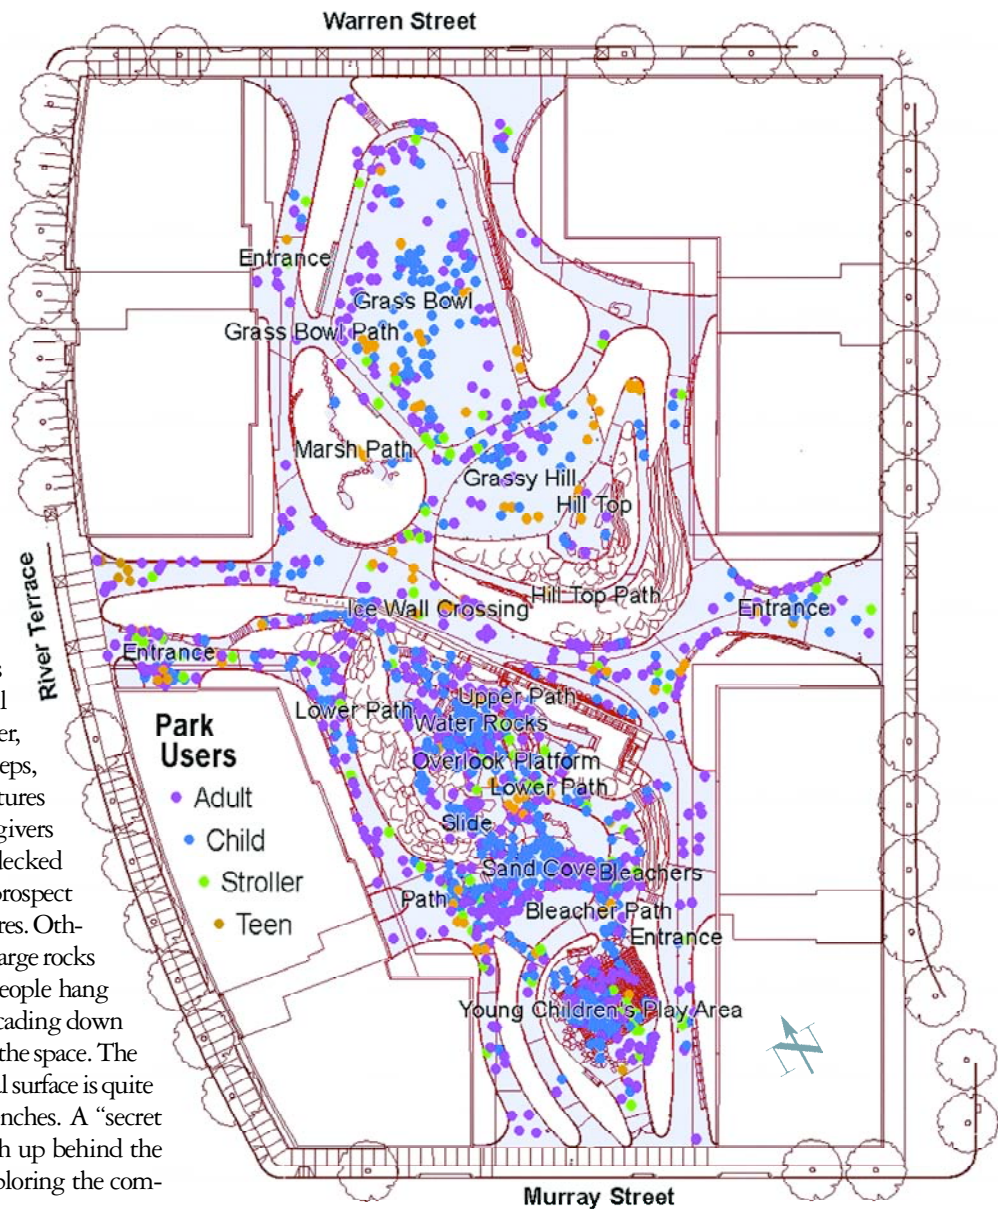 Warren Street
Entrance
Grass Bowl
Grass Bowl Path
Marsh Path
Grassy Hill
Hill Top
River Terrace
Hill Top Path
Ice Wall Crossing
Entrance
Entrance
Upper Path
Lower Path
Water Rocks
Overlook Platform
Lower Path
Slide
Sand Cove
Bleachers
Path
Bleacher Path
Entrance
Young Children's Play Area
Park
Users
Adult
Child
Stroller
Teen
N
Murray Street
s
l
er,
eps,
tures
givers
lecked
prospect
res. Oth-
arge rocks
eople hang
cading down
the space. The
al surface is quite
nches. A “secret
h up behind the
ploring the com-